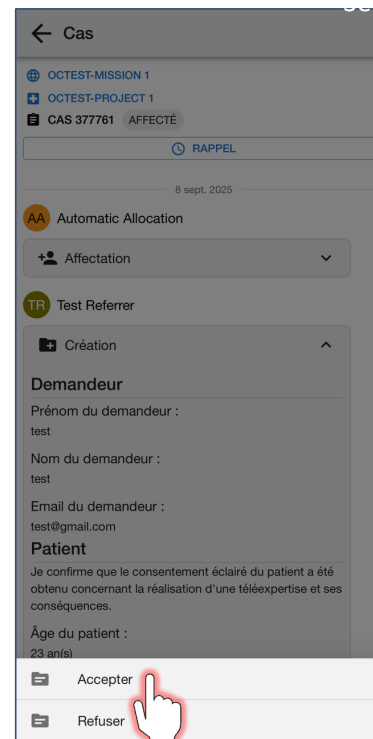 Cas
OCTEST-MISSION 1
OCTEST-PROJECT 1
CAS 377761 AFFECTÉ
RAPPEL
8 sept. 2025
AA Automatic Allocation
Affectation
TR Test Referrer
Création
Demandeur
Prénom du demandeur :
test
Nom du demandeur :
test
Email du demandeur :
test@gmail.com
Patient
Je confirme que le consentement éclairé du patient a été
obtenu concernant la réalisation d'une téléexpertise et ses
conséquences.
Âge du patient :
23 an(s)
Accepter
Refuser